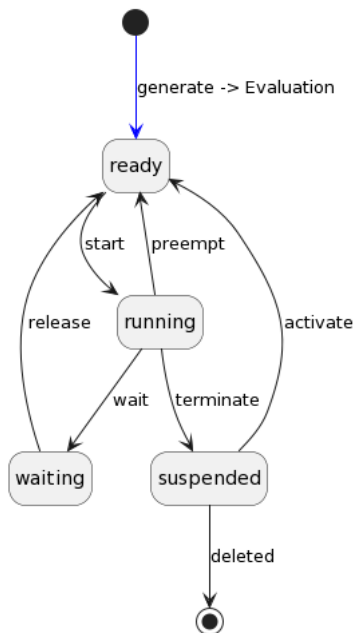 generate -> Evaluation
ready
start
preempt
running
release
activate
wait
terminate
waiting
suspended
deleted